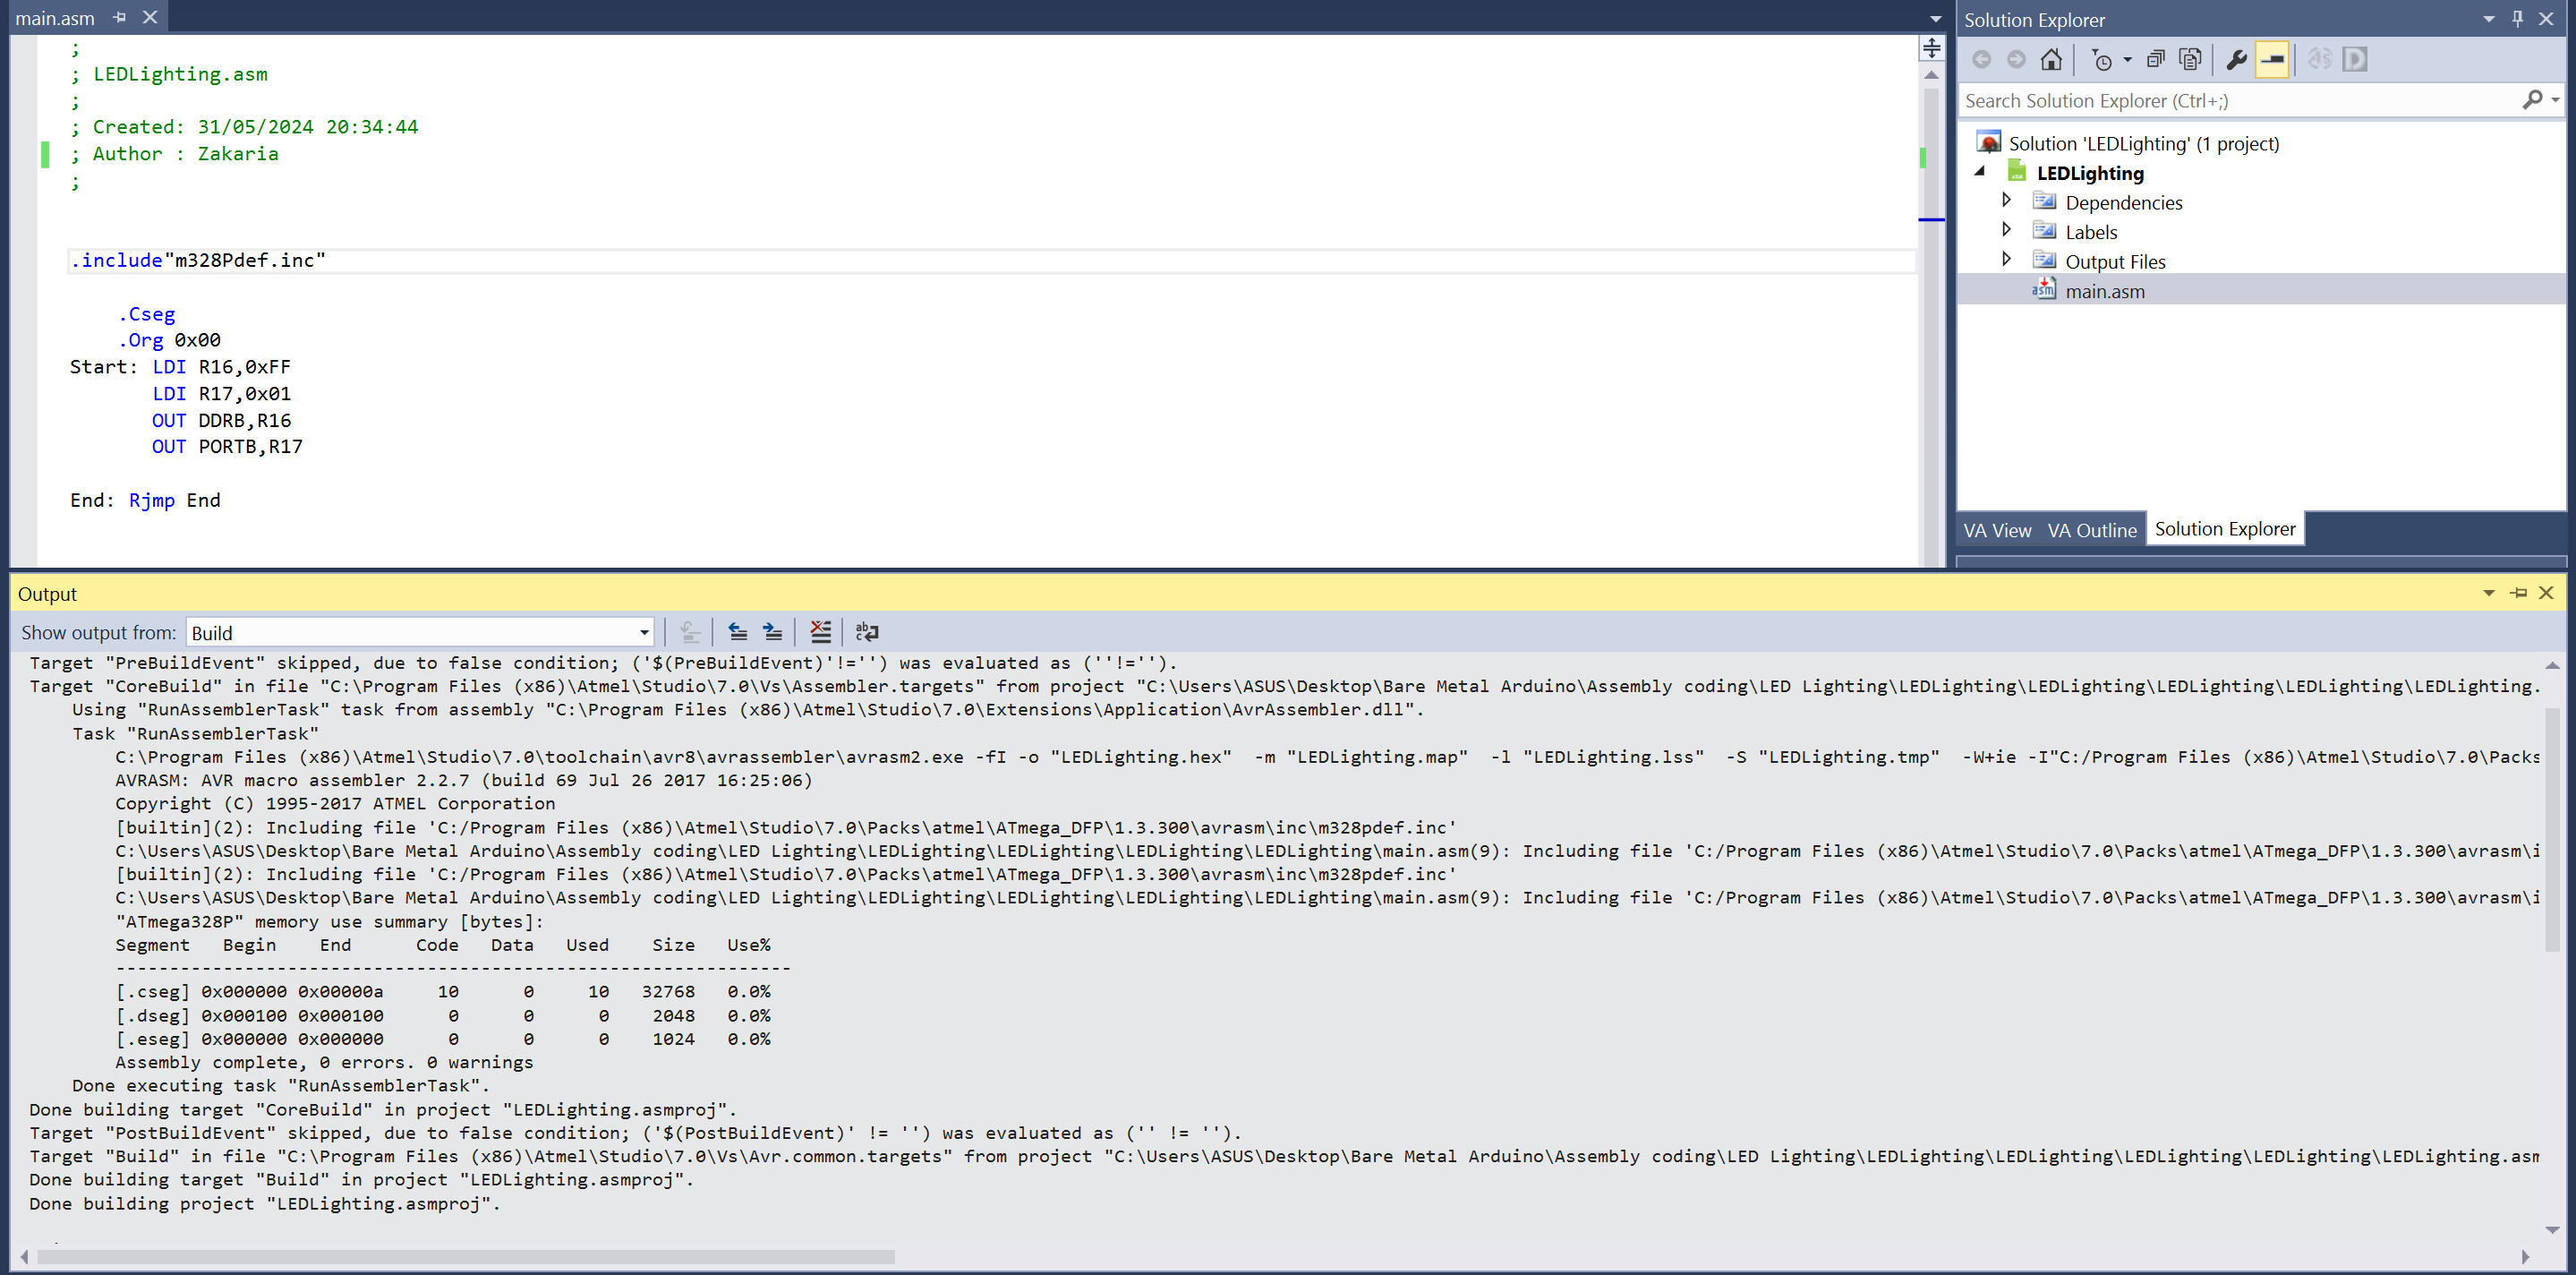 main.asm
;
; LEDLighting.asm
;
; Created: 31/05/2024 20:34:44
; Author : Zakaria
;
.include"m328Pdef.inc"
.Cseg
.Org 0x00
Start: LDI R16,0xFF
LDI R17,0x01
OUT DDRB,R16
OUT PORTB,R17
End: Rjmp End
Solution Explorer
Search Solution Explorer (Ctrl+;)
Solution 'LEDLighting' (1 project)
LEDLighting
Dependencies
Labels
Output Files
main.asm
VA View VA Outline Solution Explorer
Output
Show output from: Build
Target "PreBuildEvent" skipped, due to false condition; ('$(PreBuildEvent)'!='') was evaluated as (''!='').
Target "CoreBuild" in file "C:\Program Files (x86)\Atmel\Studio\7.0\Vs\Assembler.targets" from project "C:\Users\ASUS\Desktop\Bare Metal Arduino\Assembly coding\LED Lighting\LEDLighting\LEDLighting\LEDLighting\LEDLighting\LEDLighting.
Using "RunAssemblerTask" task from assembly "C:\Program Files (x86)\Atmel\Studio\7.0\Extensions\Application\AvrAssembler.dll".
Task "RunAssemblerTask"
C:\Program Files (x86)\Atmel\Studio\7.0\toolchain\avr8\avrassembler\avrasm2.exe -fI -o "LEDLighting.hex" -m "LEDLighting.map" -l "LEDLighting.lss" -S "LEDLighting.tmp" -W+ie -I"C:/Program Files (x86)\Atmel\Studio\7.0\Packs
AVRASM: AVR macro assembler 2.2.7 (build 69 Jul 26 2017 16:25:06)
Copyright (C) 1995-2017 ATMEL Corporation
[builtin](2): Including file 'C:/Program Files (x86)\Atmel\Studio\7.0\Packs\atmel\ATmega_DFP\1.3.300\avrasm\inc\m328pdef.inc'
C:\Users\ASUS\Desktop\Bare Metal Arduino\Assembly coding\LED Lighting\LEDLighting\LEDLighting\LEDLighting\LEDLighting\main.asm(9): Including file 'C:/Program Files (x86)\Atmel\Studio\7.0\Packs\atmel\ATmega_DFP\1.3.300\avrasm\i
[builtin](2): Including file 'C:/Program Files (x86)\Atmel\Studio\7.0\Packs\atmel\ATmega_DFP\1.3.300\avrasm\inc\m328pdef.inc'
C:\Users\ASUS\Desktop\Bare Metal Arduino\Assembly coding\LED Lighting\LEDLighting\LEDLighting\LEDLighting\LEDLighting\main.asm(9): Including file 'C:/Program Files (x86)\Atmel\Studio\7.0\Packs\atmel\ATmega_DFP\1.3.300\avrasm\i
"ATmega328P" memory use summary [bytes]:
Segment Begin End Code Data Used Size Use%
---------------------------------------------------------------
[.cseg] 0x000000 0x00000a 10 0 10 32768 0.0%
[.dseg] 0x000100 0x000100 0 0 0 2048 0.0%
[.eseg] 0x000000 0x000000 0 0 0 1024 0.0%
Assembly complete, 0 errors. 0 warnings
Done executing task "RunAssemblerTask".
Done building target "CoreBuild" in project "LEDLighting.asmproj".
Target "PostBuildEvent" skipped, due to false condition; ('$(PostBuildEvent)' != '') was evaluated as ('' != '').
Target "Build" in file "C:\Program Files (x86)\Atmel\Studio\7.0\Vs\Avr.common.targets" from project "C:\Users\ASUS\Desktop\Bare Metal Arduino\Assembly coding\LED Lighting\LEDLighting\LEDLighting\LEDLighting\LEDLighting\LEDLighting.asm
Done building target "Build" in project "LEDLighting.asmproj".
Done building project "LEDLighting.asmproj".